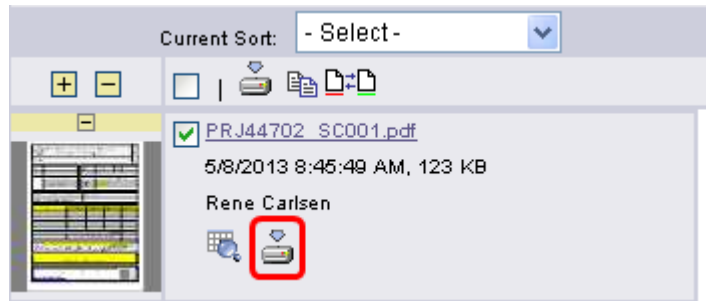 Current Sort: - Select -
|
PRJ44702_SC001.pdf
5/8/2013 8:45:49 AM, 123 KB
Rene Carlsen